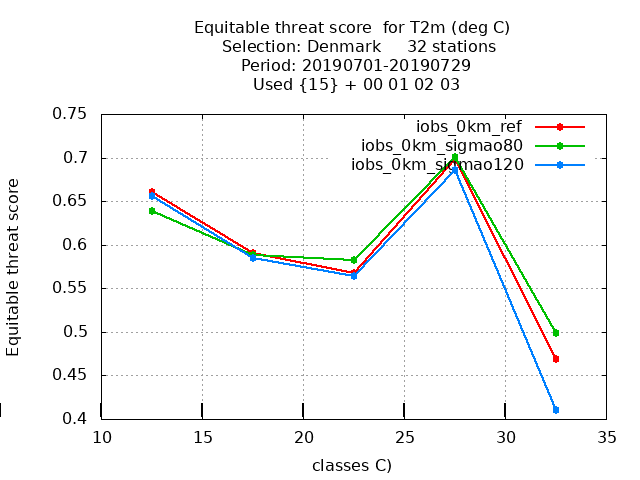 Equitable threat score  for T2m (deg C)
Selection: Denmark     32 stations
Period: 20190701-20190729
Used {15} + 00 01 02 03
iobs_0km_ref
iobs_0km_sigmao80
iobs_0km_sigmao120
Equitable threat score
0.75
0.7
0.65
0.6
0.55
0.5
0.45
0.4
10 15 20 25 30 35
classes C)